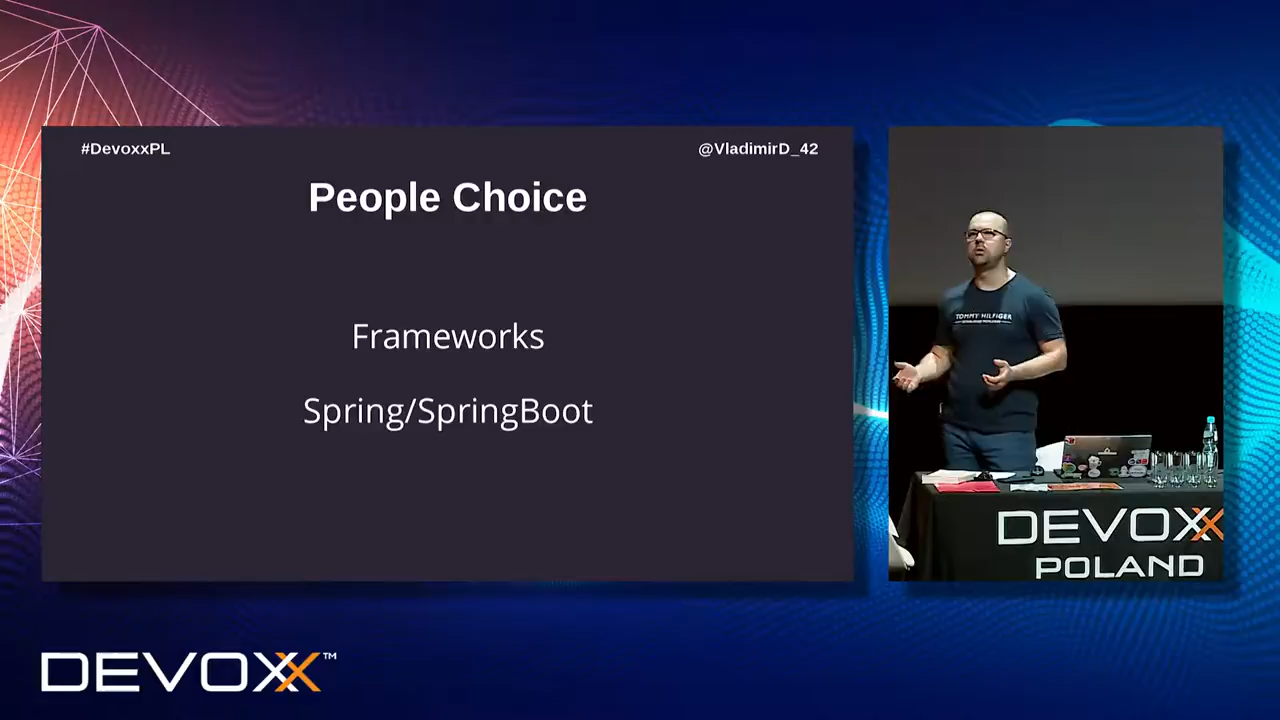 #DevoxxPL
@VladimirD_42
People Choice
Frameworks
Spring/SpringBoot
TOMMY HILFIGER
DEVOXX
POLAND
DEVOXX™